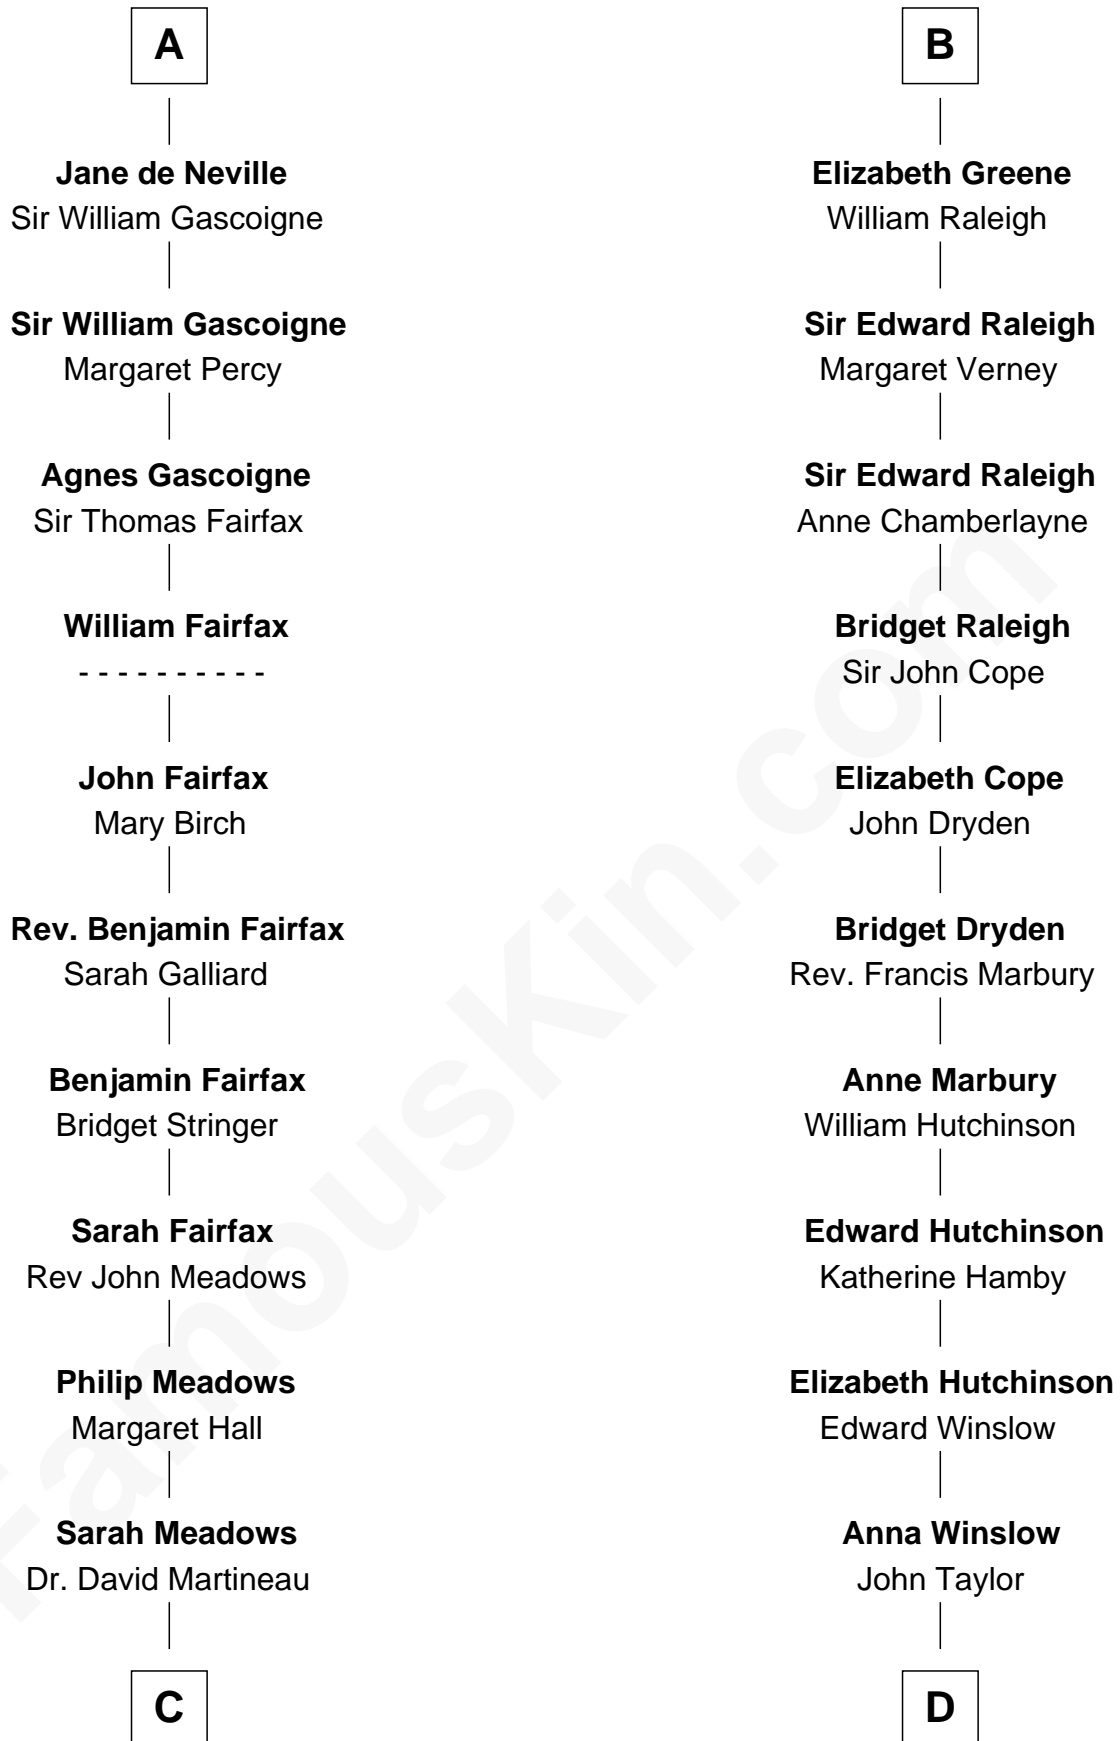 A
Jane de Neville
Sir William Gascoigne
Sir William Gascoigne
Margaret Percy
Agnes Gascoigne
Sir Thomas Fairfax
William Fairfax
- - - - - - - - - -
John Fairfax
Mary Birch
Rev. Benjamin Fairfax
Sarah Galliard
Benjamin Fairfax
Bridget Stringer
Sarah Fairfax
Rev John Meadows
Philip Meadows
Margaret Hall
Sarah Meadows
Dr. David Martineau
C
B
Elizabeth Greene
William Raleigh
Sir Edward Raleigh
Margaret Verney
Sir Edward Raleigh
Anne Chamberlayne
Bridget Raleigh
Sir John Cope
Elizabeth Cope
John Dryden
Bridget Dryden
Rev. Francis Marbury
Anne Marbury
William Hutchinson
Edward Hutchinson
Katherine Hamby
Elizabeth Hutchinson
Edward Winslow
Anna Winslow
John Taylor
D
FamousKin.com